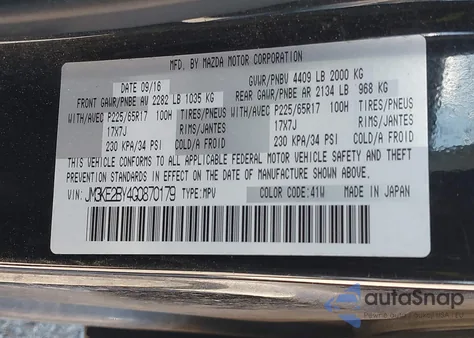 MFD. BY MAZDA MOTOR CORPORATION
DATE 09/16
GVWR/PNBV 4409 LB 2000 KG
FRONT GAWR/PNBE AV 2282 LB 1035 KG
REAR GAWR/PNBE AR 2134 LB 968 KG
WITH/AVEC P225/65R17 100H TIRES/PNEUS
WITH/AVEC P225/65R17 100H TIRES/PNEUS
17X7J RIMS/JANTES
17X7J RIMS/JANTES
230 KPA/34 PSI COLD/A FROID
230 KPA/34 PSI COLD/A FROID
THIS VEHICLE CONFORMS TO ALL APPLICABLE FEDERAL MOTOR VEHICLE SAFETY, BUMPER, AND THEFT
PREVENTION STANDARDS IN EFFECT ON THE DATE OF MANUFACTURE SHOWN ABOVE.
VIN: JM3KE2BY4G0870179 TYPE:MPV
COLOR CODE: 41W MADE BY JAPAN
autoSnap